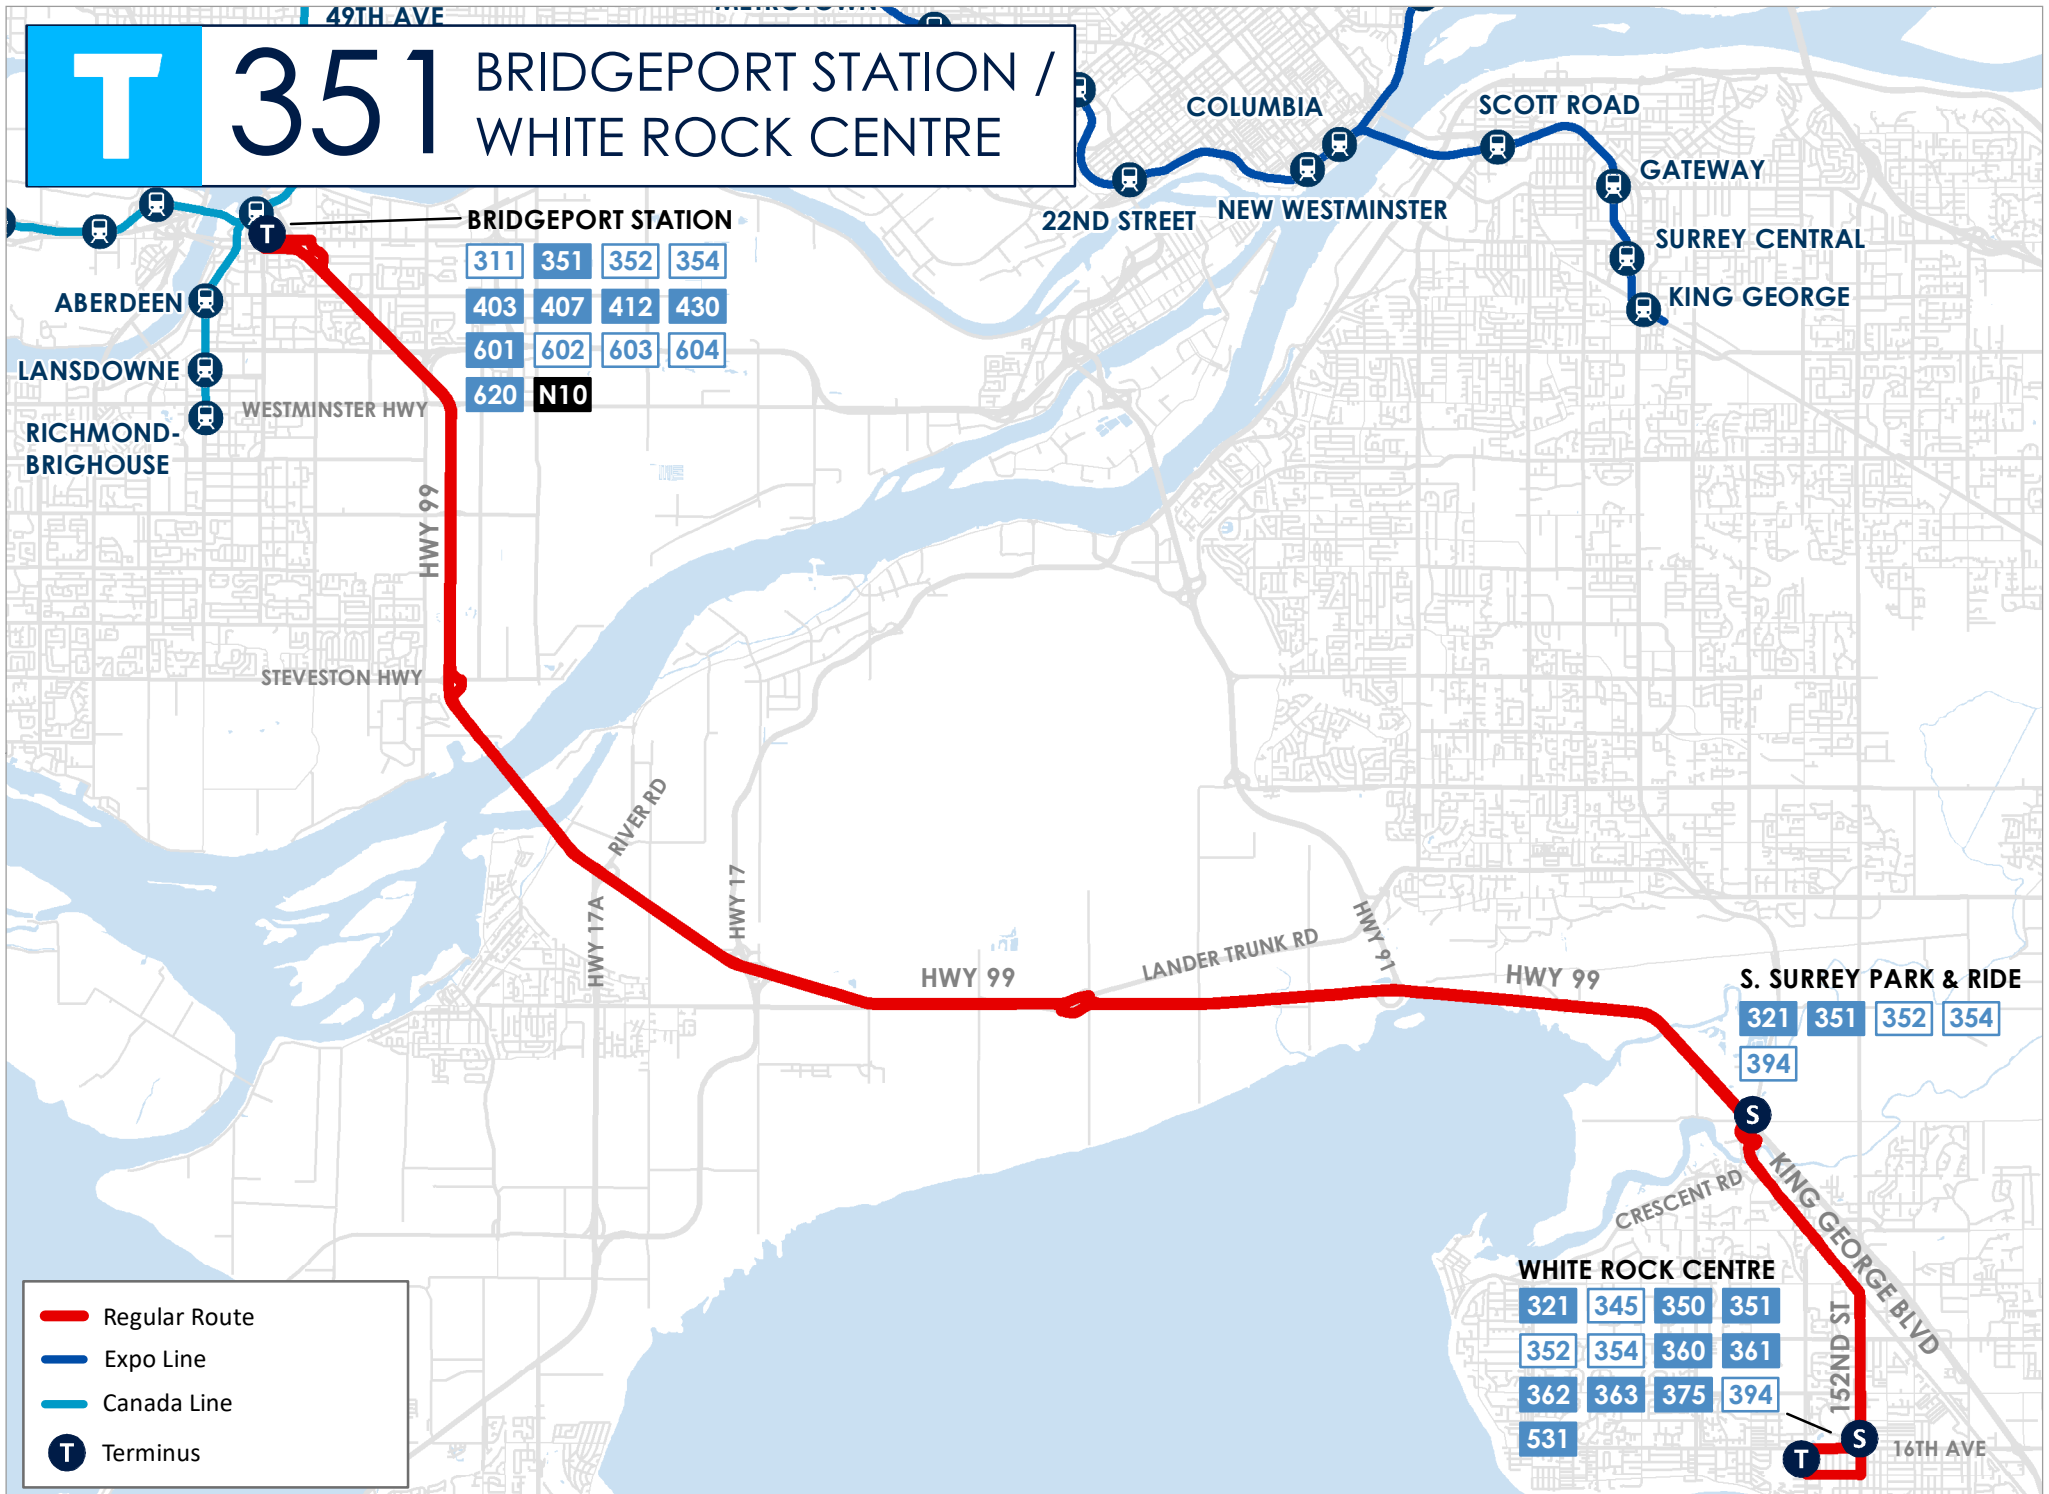 49TH AVE
METROTOWN
T
351
BRIDGEPORT STATION /
WHITE ROCK CENTRE
COLUMBIA
SCOTT ROAD
GATEWAY
22ND STREET
NEW WESTMINSTER
SURREY CENTRAL
KING GEORGE
T
BRIDGEPORT STATION
311 351 352 354
403 407 412 430
601 602 603 604
620 N10
ABERDEEN
LANSDOWNE
RICHMOND-
BRIGHOUSE
WESTMINSTER HWY
HWY 99
STEVESTON HWY
RIVER RD
HWY 17A
HWY 17
HWY 99
LANDER TRUNK RD
HWY 91
HWY 99
S. SURREY PARK & RIDE
321 351 352 354
394
S
KING GEORGE BLVD
CRESCENT RD
WHITE ROCK CENTRE
321 345 350 351
352 354 360 361
362 363 375 394
531
152ND ST
S
16TH AVE
T
Regular Route
Expo Line
Canada Line
T Terminus